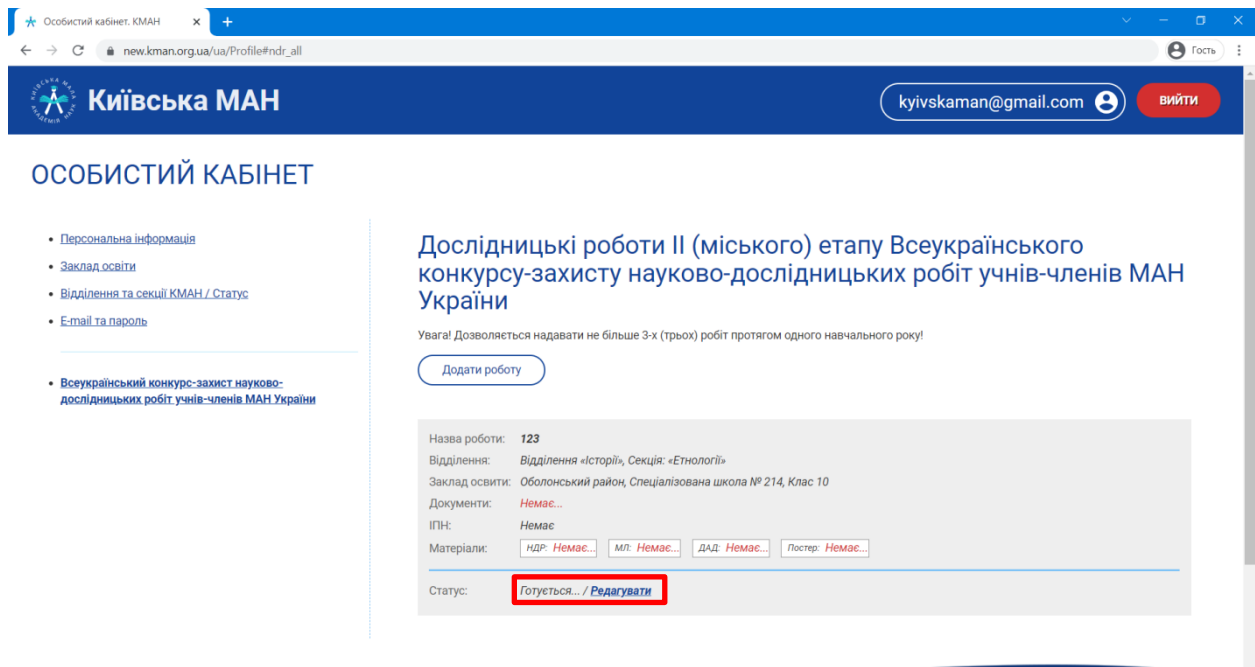 Особистий кабінет. КМАН
new.kman.org.ua/ua/Profile#ndr_all
Гость
КИЇВСЬКА МАЛА АКАДЕМІЯ НАУК
Київська МАН
kyivskaman@gmail.com
ВИЙТИ
ОСОБИСТИЙ КАБІНЕТ
Персональна інформація
Заклад освіти
Відділення та секції КМАН / Статус
E-mail та пароль
Всеукраїнський конкурс-захист науково-
дослідницьких робіт учнів-членів МАН України
Дослідницькі роботи II (міського) етапу Всеукраїнського
конкурсу-захисту науково-дослідницьких робіт учнів-членів МАН
України
Увага! Дозволяється надавати не більше 3-х (трьох) робіт протягом одного навчального року!
Додати роботу
Назва роботи: 123
Відділення: Відділення «Історії», Секція: «Етнології»
Заклад освити: Оболонський район, Спеціалізована школа № 214, Клас 10
Документи: Немає...
ІПН: Немає
Матеріали: НДР: Немає... МЛ: Немає... ДАД: Немає... Постер: Немає...
Статус: Готується... / Редагувати